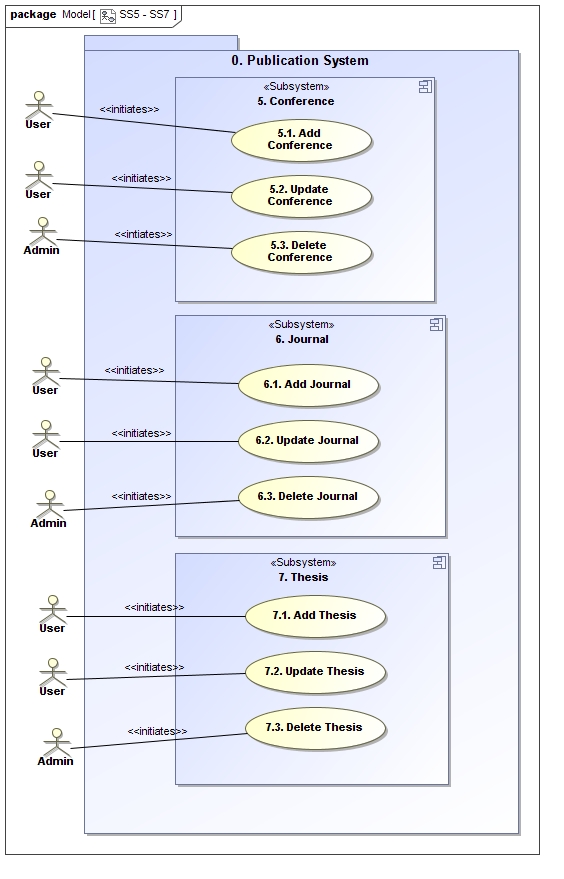 package Model [ SS5 - SS7 ]
0. Publication System
«Subsystem»
5. Conference
User
<<initiates>>
5.1. Add
Conference
User
<<initiates>>
5.2. Update
Conference
Admin
<<initiates>>
5.3. Delete
Conference
«Subsystem»
6. Journal
User
<<initiates>>
6.1. Add Journal
User
<<initiates>>
6.2. Update Journal
Admin
<<initiates>>
6.3. Delete Journal
«Subsystem»
7. Thesis
User
<<initiates>>
7.1. Add Thesis
User
<<initiates>>
7.2. Update Thesis
Admin
<<initiates>>
7.3. Delete Thesis